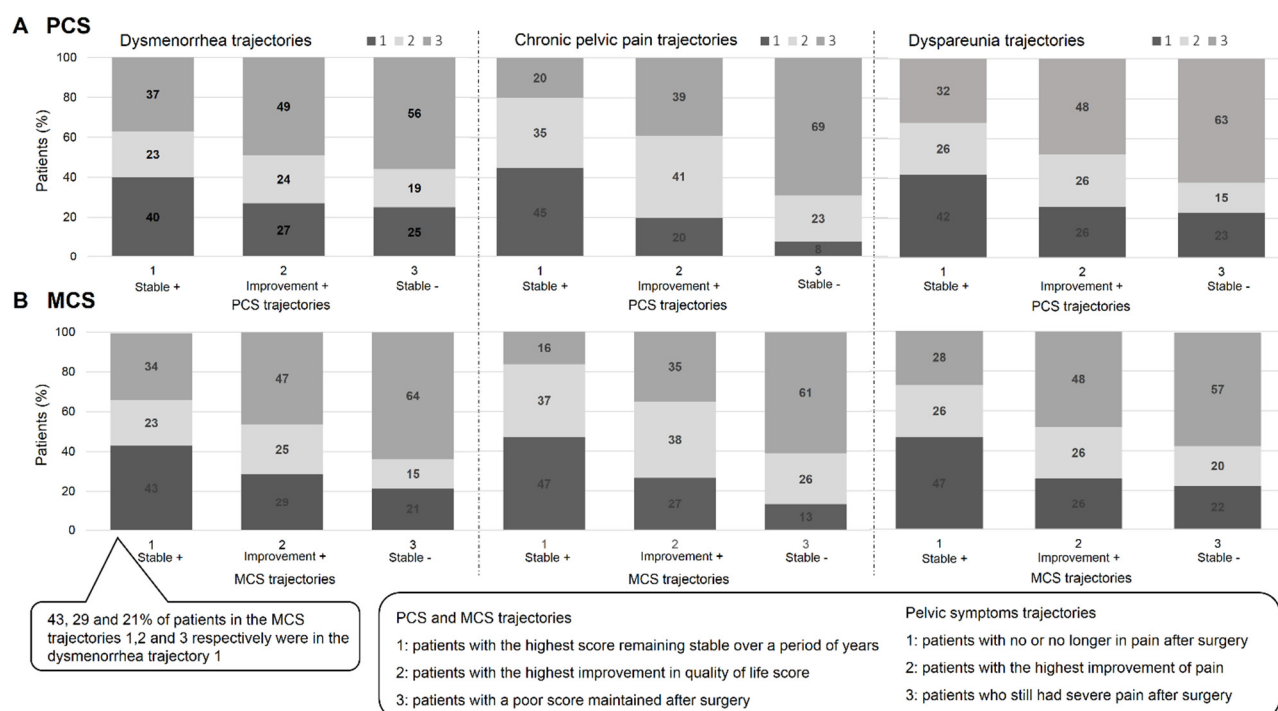 A PCS
Dysmenorrhea trajectories
1 2 3
Chronic pelvic pain trajectories
1 2 3
Dyspareunia trajectories
1 2 3
Patients (%)
100
80
60
40
20
0
37 49 56
23 24 19
40 27 25
20 39 69
35 41 23
45 20 8
32 48 63
26 26 15
42 26 23
1 2 3
Stable + Improvement + Stable -
PCS trajectories
1 2 3
Stable + Improvement + Stable -
PCS trajectories
1 2 3
Stable + Improvement + Stable -
PCS trajectories
B MCS
Patients (%)
100
80
60
40
20
0
34 47 64
23 25 15
43 29 21
16 35 61
37 38 26
47 27 13
28 48 57
26 26 20
47 26 22
1 2 3
Stable + Improvement + Stable -
MCS trajectories
1 2 3
Stable + Improvement + Stable -
MCS trajectories
1 2 3
Stable + Improvement + Stable -
MCS trajectories
43, 29 and 21% of patients in the MCS
trajectories 1,2 and 3 respectively were in the
dysmenorrhea trajectory 1
PCS and MCS trajectories
1: patients with the highest score remaining stable over a period of years
2: patients with the highest improvement in quality of life score
3: patients with a poor score maintained after surgery
Pelvic symptoms trajectories
1: patients with no or no longer in pain after surgery
2: patients with the highest improvement of pain
3: patients who still had severe pain after surgery